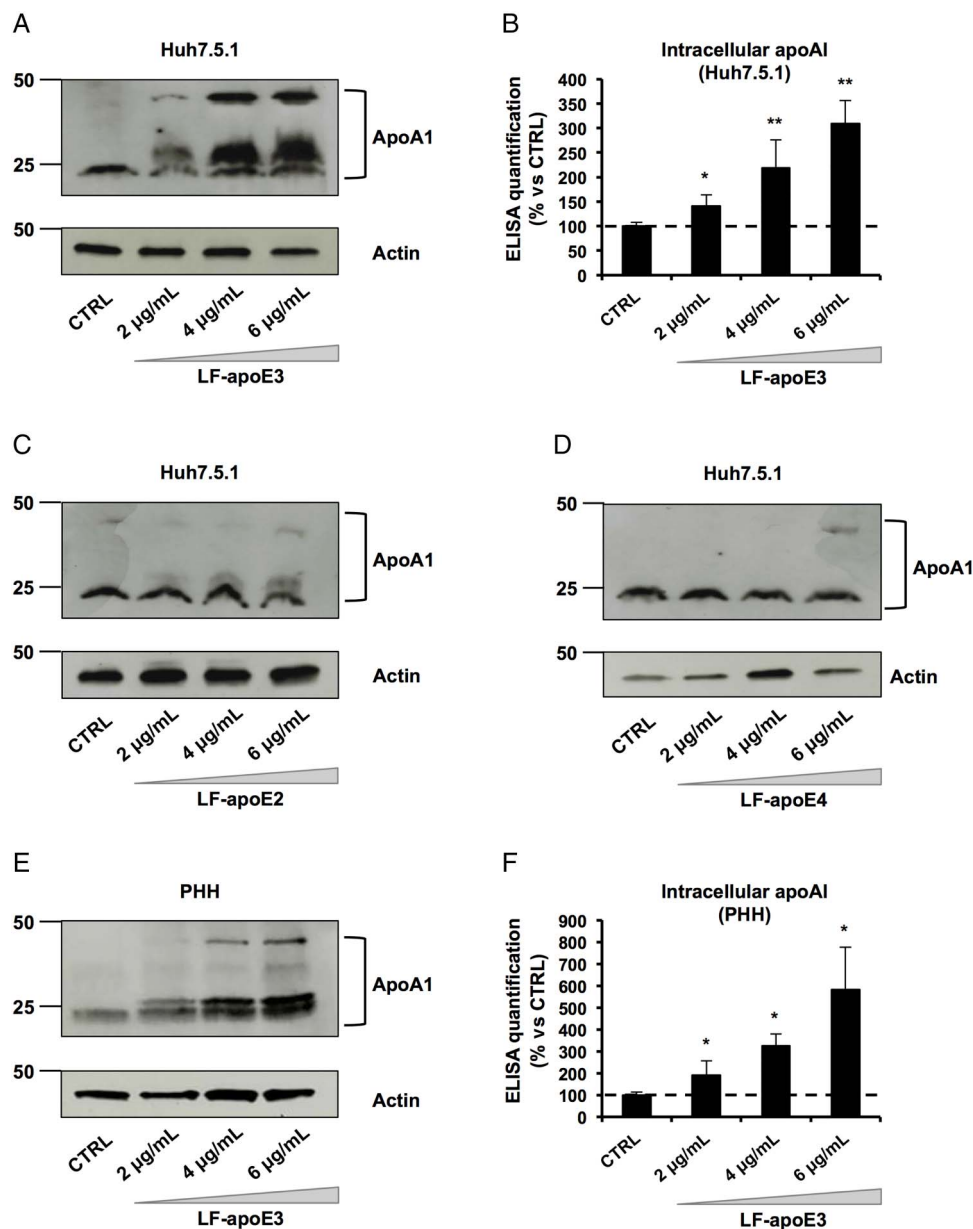 A
Huh7.5.1
50
25
ApoA1
50
Actin
CTRL
2 µg/mL
4 µg/mL
6 µg/mL
LF-apoE3
B
Intracellular apoAI
(Huh7.5.1)
ELISA quantification
(% vs CTRL)
400
350
300
250
200
150
100
50
0
*
**
**
CTRL
2 µg/mL
4 µg/mL
6 µg/mL
LF-apoE3
C
Huh7.5.1
50
25
ApoA1
50
Actin
CTRL
2 µg/mL
4 µg/mL
6 µg/mL
LF-apoE2
D
Huh7.5.1
50
25
ApoA1
50
Actin
CTRL
2 µg/mL
4 µg/mL
6 µg/mL
LF-apoE4
E
PHH
50
25
ApoA1
50
Actin
CTRL
2 µg/mL
4 µg/mL
6 µg/mL
LF-apoE3
F
Intracellular apoAI
(PHH)
ELISA quantification
(% vs CTRL)
900
800
700
600
500
400
300
200
100
0
*
*
*
CTRL
2 µg/mL
4 µg/mL
6 µg/mL
LF-apoE3